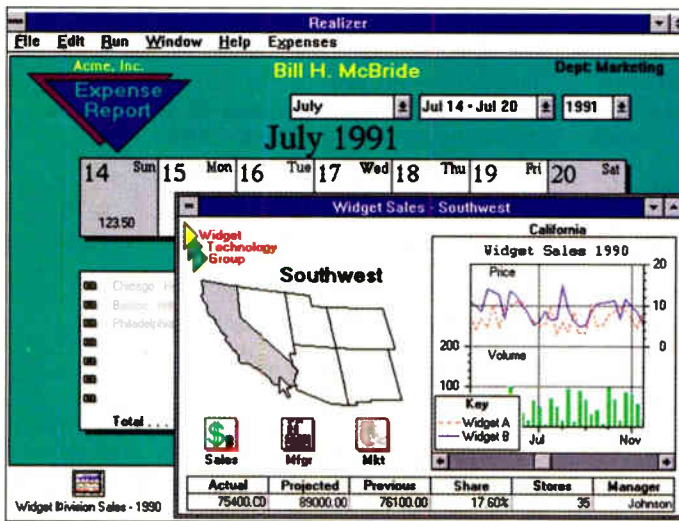 Realizer
File Edit Run Window Help Expenses
Acme, Inc.
Expense
Report
Bill H. McBride
Dept: Marketing
July
Jul 14 - Jul 20
1991
July 1991
14 Sun 15 Mon 16 Tue 17 Wed 18 Thu 19 Fri 20 Sat
123.50
Chicago
Boston
Philadelphia
Total . . .
Widget Division Sales - 1990
Widget Sales - Southwest
Widget
Technology
Group
Southwest
California
Widget Sales 1990
Price
20
10
0
200
Volume
100
Key
Widget A
Widget B
Jul
Nov
Sales
Mfgr
Mkt
Actual Projected Previous Share Stores Manager
75400.00 89000.00 76100.00 17.60% 35 Johnson